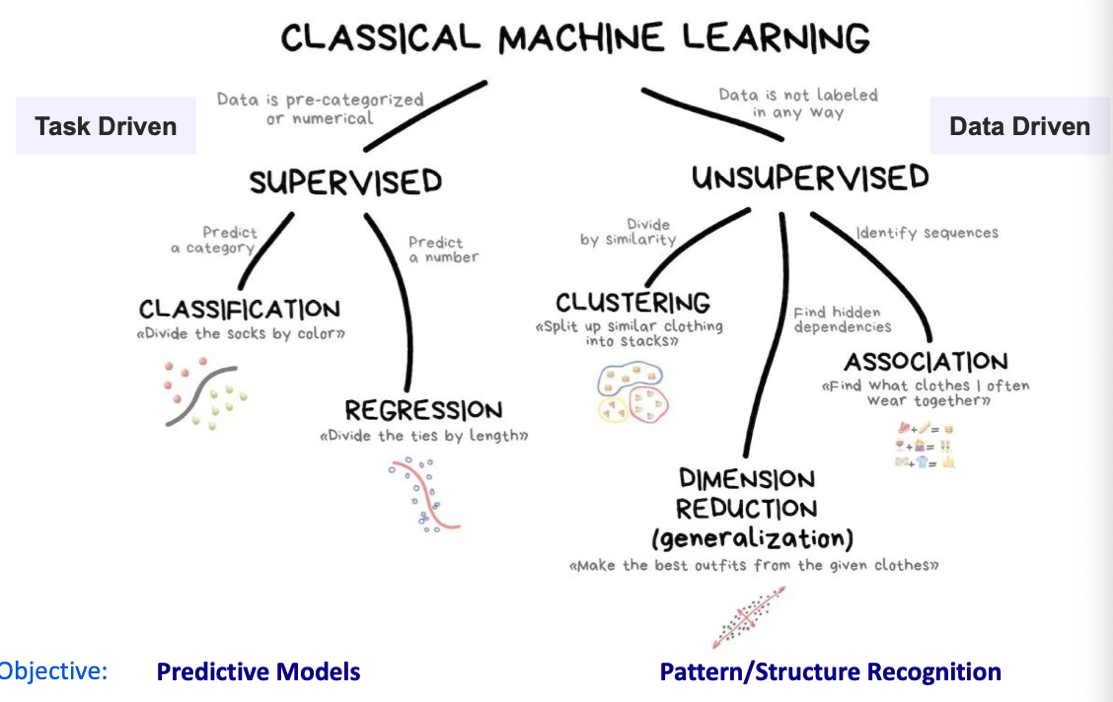 CLASSICAL MACHINE LEARNING
Data is pre-categorized
or numerical
Data is not labeled
in any way
Task Driven
Data Driven
SUPERVISED
UNSUPERVISED
Predict
a category
Predict
a number
Divide
by similarity
Identify sequences
CLASSIFICATION
«Divide the socks by color»
CLUSTERING
«Split up similar clothing
into stacks»
Find hidden
dependencies
ASSOCIATION
«Find what clothes I often
wear together»
REGRESSION
«Divide the ties by length»
DIMENSION
REDUCTION
(generalization)
«Make the best outfits from the given clothes»
Objective:
Predictive Models
Pattern/Structure Recognition